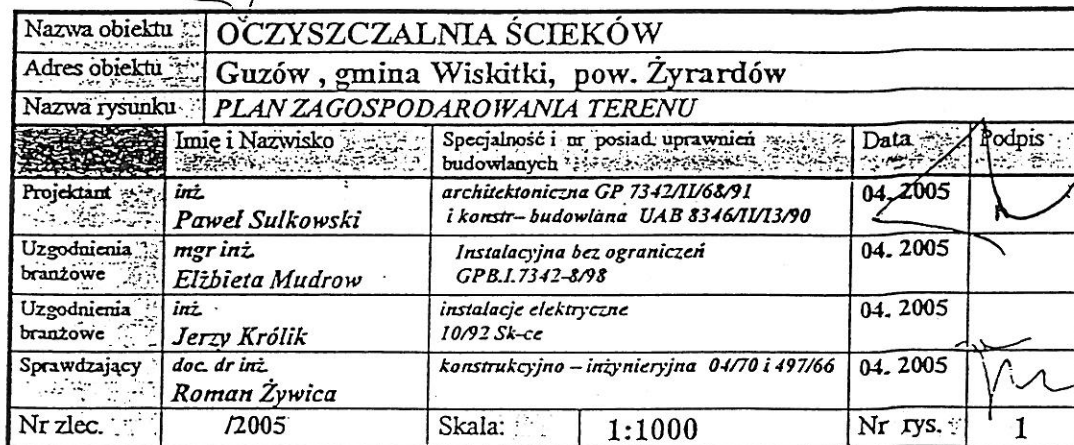 Nazwa obiektu OCZYSZCZALNIA ŚCIEKÓW
Adres obiektu Guzów , gmina Wiskitki, pow. Żyrardów
Nazwa rysunku PLAN ZAGOSPODAROWANIA TERENU
Imię i Nazwisko Specjalność i nr posiad. uprawnień Data Podpis
budowlanych
Projektant inż. architektoniczna GP 7342/II/68/91 04. 2005
Paweł Sulkowski i konstr– budowlana UAB 8346/II/13/90
Uzgodnienia mgr inż. Instalacyjna bez ograniczeń 04. 2005
branżowe Elżbieta Mudrow GPB.I.7342-8/98
Uzgodnienia inż. instalacje elektryczne 04. 2005
branżowe Jerzy Królik 10/92 Sk-ce
Sprawdzający doc. dr inż. konstrukcyjno – inżynieryjna 04/70 i 497/66 04. 2005
Roman Żywica
Nr zlec. /2005 Skala: 1:1000 Nr rys. 1